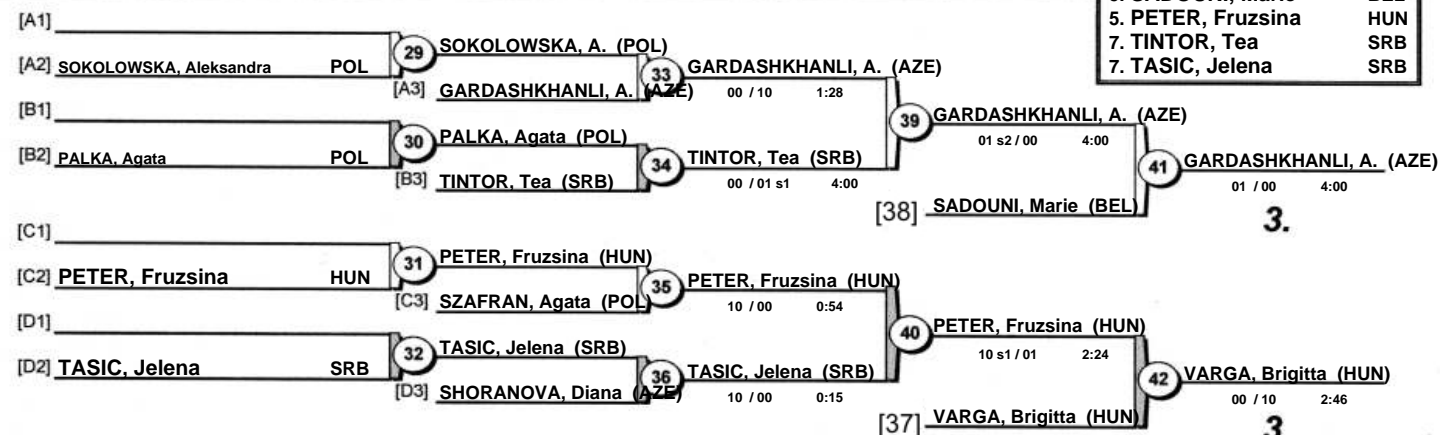 5. SADOUNI, Marie BEL
5. PETER, Fruzsina HUN
7. TINTOR, Tea SRB
7. TASIC, Jelena SRB
[A1]
[A2] SOKOLOWSKA, Aleksandra POL
29
SOKOLOWSKA, A. (POL)
[A3] GARDASHKHANLI, A. (AZE)
33
GARDASHKHANLI, A. (AZE)
00 / 10 1:28
[B1]
[B2] PALKA, Agata POL
30
PALKA, Agata (POL)
[B3] TINTOR, Tea (SRB)
34
TINTOR, Tea (SRB)
00 / 01 s1 4:00
39
GARDASHKHANLI, A. (AZE)
01 s2 / 00 4:00
[38] SADOUNI, Marie (BEL)
41
GARDASHKHANLI, A. (AZE)
01 / 00 4:00
3.
[C1]
[C2] PETER, Fruzsina HUN
31
PETER, Fruzsina (HUN)
[C3] SZAFRAN, Agata (POL)
35
PETER, Fruzsina (HUN)
10 / 00 0:54
[D1]
[D2] TASIC, Jelena SRB
32
TASIC, Jelena (SRB)
[D3] SHORANOVA, Diana (AZE)
36
TASIC, Jelena (SRB)
10 / 00 0:15
40
PETER, Fruzsina (HUN)
10 s1 / 01 2:24
[37] VARGA, Brigitta (HUN)
42
VARGA, Brigitta (HUN)
00 / 10 2:46
3